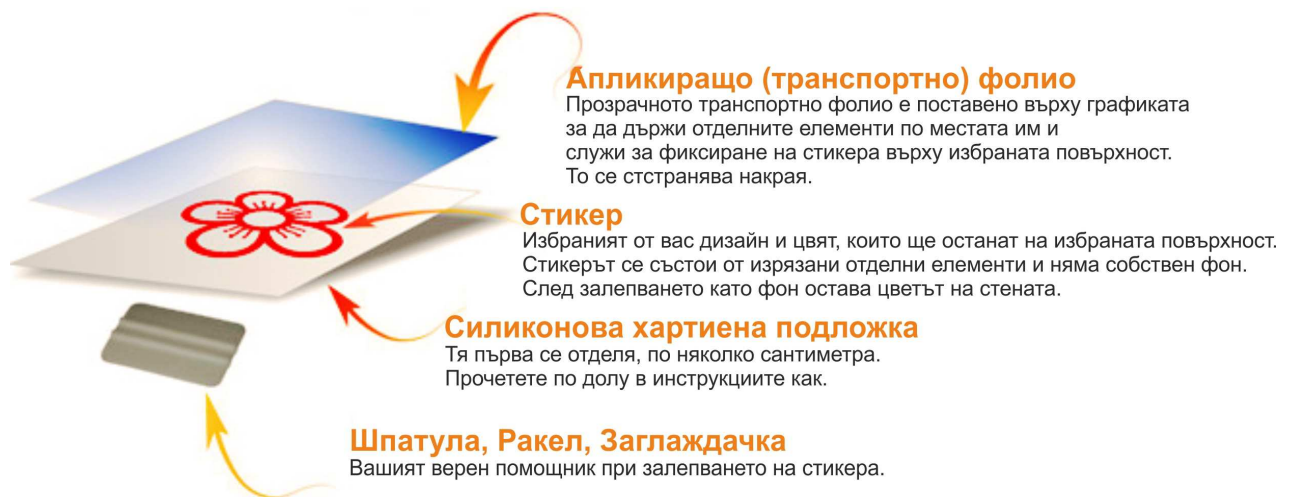 Апликиращо (транспортно) фолио
Прозрачното транспортно фолио е поставено върху графиката
за да държи отделните елементи по местата им и
служи за фиксиране на стикера върху избраната повърхност.
То се стстранява накрая.
Стикер
Избраният от вас дизайн и цвят, които ще останат на избраната повърхност.
Стикерът се състои от изрязани отделни елементи и няма собствен фон.
След залепването като фон остава цветът на стената.
Силиконова хартиена подложка
Тя първа се отделя, по няколко сантиметра.
Прочетете по долу в инструкциите как.
Шпатула, Ракел, Заглаждачка
Вашият верен помощник при залепването на стикера.